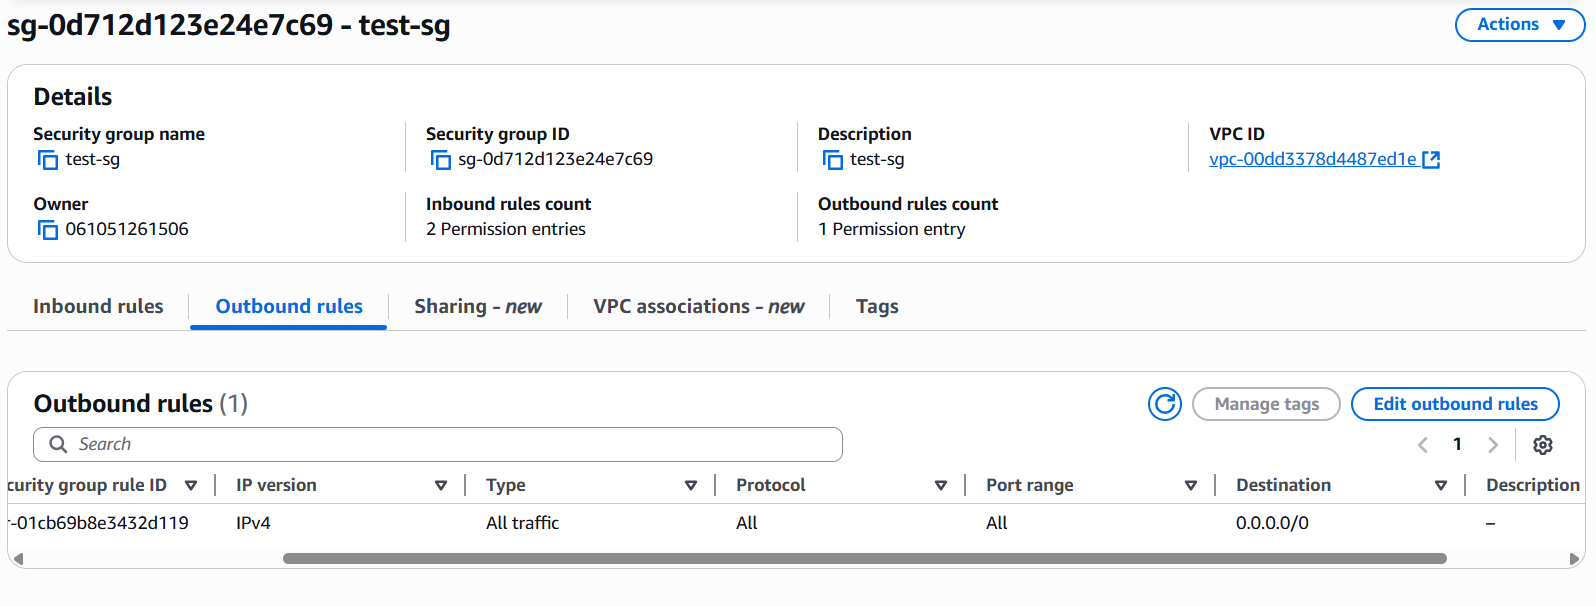 sg-0d712d123e24e7c69 - test-sg
Actions
Details
Security group name
test-sg
Security group ID
sg-0d712d123e24e7c69
Description
test-sg
VPC ID
vpc-00dd3378d4487ed1e
Owner
061051261506
Inbound rules count
2 Permission entries
Outbound rules count
1 Permission entry
Inbound rules
Outbound rules
Sharing - new
VPC associations - new
Tags
Outbound rules (1)
Manage tags
Edit outbound rules
Search
1
curity group rule ID
IP version
Type
Protocol
Port range
Destination
Description
r-01cb69b8e3432d119
IPv4
All traffic
All
All
0.0.0.0/0
–